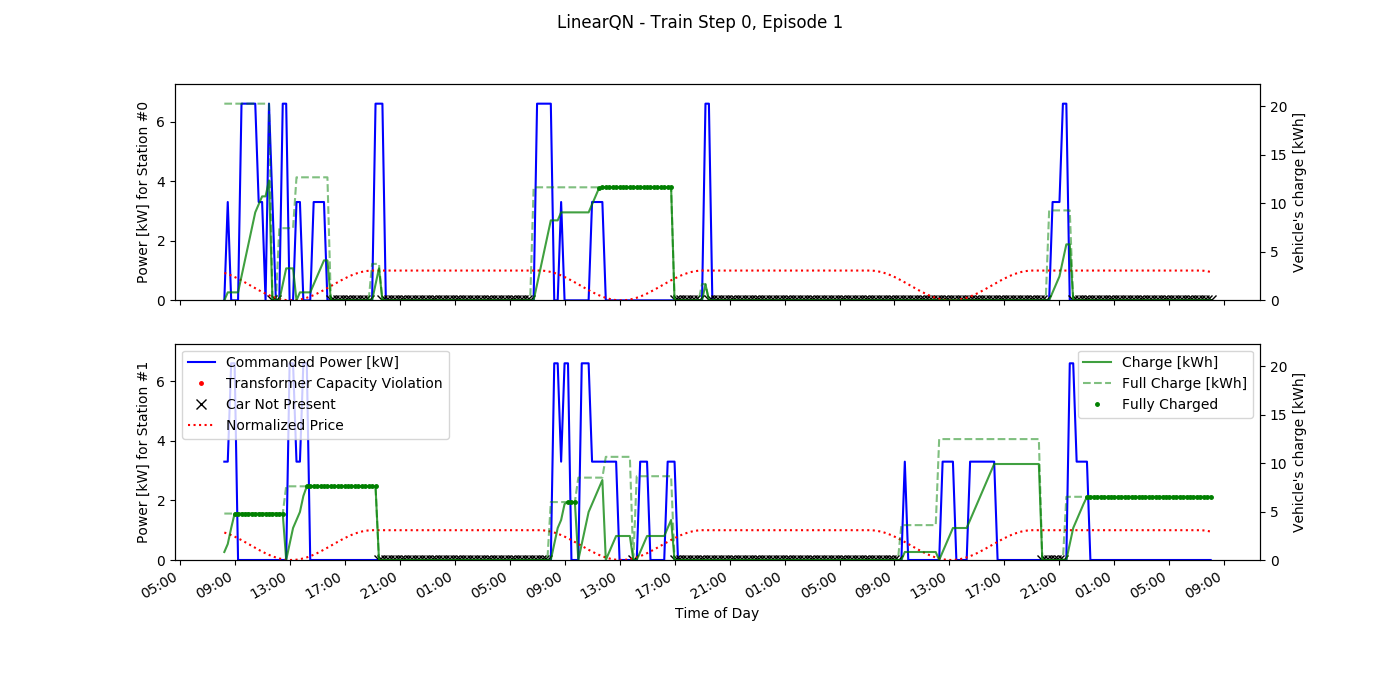 LinearQN - Train Step 0, Episode 1
Power [kW] for Station #0
0
2
4
6
0
5
10
15
20
Vehicle's charge [kWh]
Power [kW] for Station #1
0
2
4
6
Commanded Power [kW]
Transformer Capacity Violation
Car Not Present
Normalized Price
Charge [kWh]
Full Charge [kWh]
Fully Charged
0
5
10
15
20
Vehicle's charge [kWh]
05:00
09:00
13:00
17:00
21:00
01:00
05:00
09:00
13:00
17:00
21:00
01:00
05:00
09:00
13:00
17:00
21:00
01:00
05:00
09:00
Time of Day